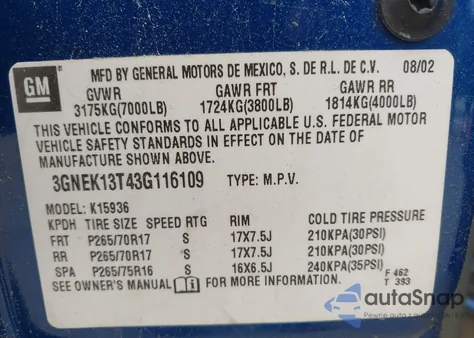 GM
MFD BY GENERAL MOTORS DE MEXICO, S. DE R.L. DE C.V. 08/02
GVWR GAWR FRT GAWR RR
3175KG(7000LB) 1724KG(3800LB) 1814KG(4000LB)
THIS VEHICLE CONFORMS TO ALL APPLICABLE U.S. FEDERAL MOTOR
VEHICLE SAFETY STANDARDS IN EFFECT ON THE DATE OF
MANUFACTURE SHOWN ABOVE.
3GNEK13T43G116109 TYPE: M.P.V.
MODEL: K15936
KPDH TIRE SIZE SPEED RTG RIM COLD TIRE PRESSURE
FRT P265/70R17 S 17X7.5J 210KPA(30PSI)
RR P265/70R17 S 17X7.5J 210KPA(30PSI)
SPA P265/75R16 S 16X6.5J 240KPA(35PSI)
SEE OWNER'S MANUAL FOR MORE INFORMATION.
F 462
T 393
autoSnap
Pewne auta z aukcji w USA